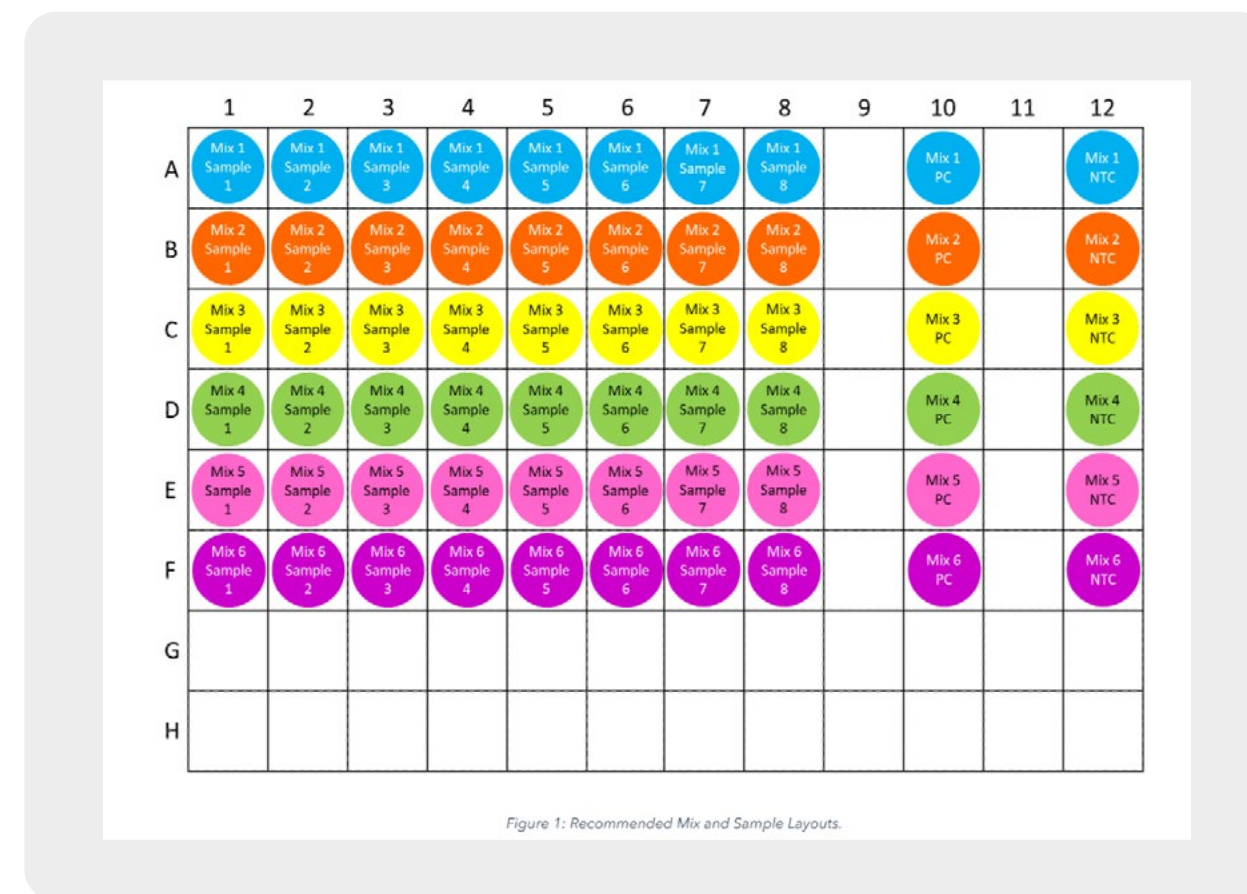 1 2 3 4 5 6 7 8 9 10 11 12
A
Mix 1 Sample 1
Mix 1 Sample 2
Mix 1 Sample 3
Mix 1 Sample 4
Mix 1 Sample 5
Mix 1 Sample 6
Mix 1 Sample 7
Mix 1 Sample 8
Mix 1 PC
Mix 1 NTC
B
Mix 2 Sample 1
Mix 2 Sample 2
Mix 2 Sample 3
Mix 2 Sample 4
Mix 2 Sample 5
Mix 2 Sample 6
Mix 2 Sample 7
Mix 2 Sample 8
Mix 2 PC
Mix 2 NTC
C
Mix 3 Sample 1
Mix 3 Sample 2
Mix 3 Sample 3
Mix 3 Sample 4
Mix 3 Sample 5
Mix 3 Sample 6
Mix 3 Sample 7
Mix 3 Sample 8
Mix 3 PC
Mix 3 NTC
D
Mix 4 Sample 1
Mix 4 Sample 2
Mix 4 Sample 3
Mix 4 Sample 4
Mix 4 Sample 5
Mix 4 Sample 6
Mix 4 Sample 7
Mix 4 Sample 8
Mix 4 PC
Mix 4 NTC
E
Mix 5 Sample 1
Mix 5 Sample 2
Mix 5 Sample 3
Mix 5 Sample 4
Mix 5 Sample 5
Mix 5 Sample 6
Mix 5 Sample 7
Mix 5 Sample 8
Mix 5 PC
Mix 5 NTC
F
Mix 6 Sample 1
Mix 6 Sample 2
Mix 6 Sample 3
Mix 6 Sample 4
Mix 6 Sample 5
Mix 6 Sample 6
Mix 6 Sample 7
Mix 6 Sample 8
Mix 6 PC
Mix 6 NTC
G
H
Figure 1: Recommended Mix and Sample Layouts.